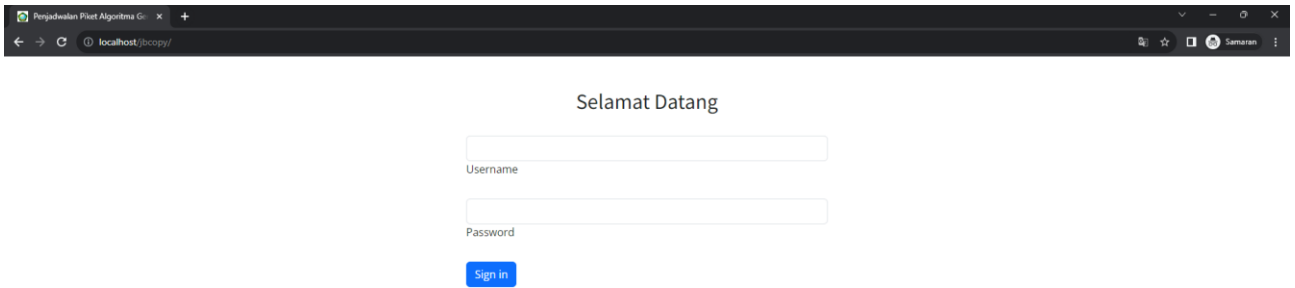 Penjadwalan Piket Algoritma Ge
localhost/jbcopy/
Samaran
Selamat Datang
Username
Password
Sign in